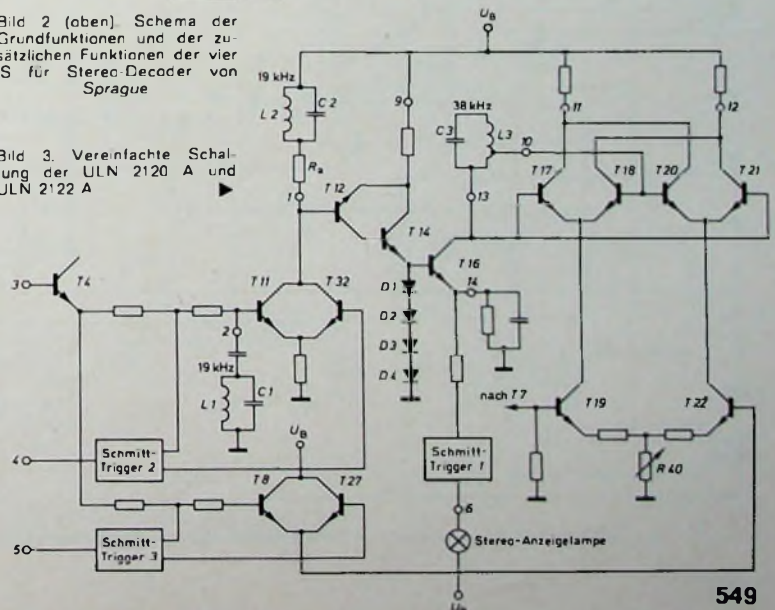 Bild 2 (oben). Schema der
Grundfunktionen und der zu-
sätzlichen Funktionen der vier
IS für Stereo-Decoder von
Sprague
Bild 3. Vereinfachte Schal-
tung der ULN 2120 A und
ULN 2122 A
U_B
19 kHz
L2
C2
9
38 kHz
C3
L3
10
11
12
R_a
1
T12
T17
T18
T20
T21
13
T14
3
T4
T11
T32
T16
14
D1
2
D2
19 kHz
D3
L1
C1
D4
nach T7
T19
T22
U_B
4
Schmitt-
Trigger 2
Schmitt-
Trigger 1
R40
T8
T27
6
5
Schmitt-
Trigger 3
Stereo-Anzeigelampe
U_B
549